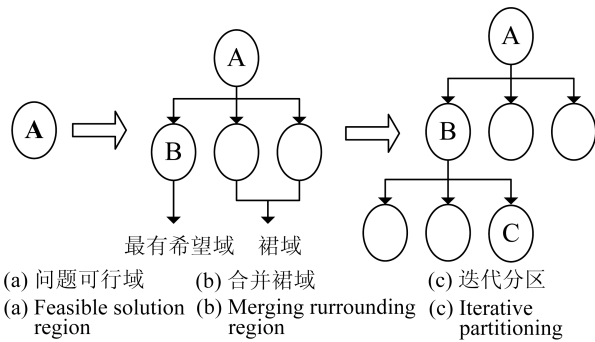 A
A
A
B
B
C
最有希望域 裙域
(a) 问题可行域 (b) 合并裙域 (c) 迭代分区
(a) Feasible solution region
(b) Merging rurrounding region
(c) Iterative partitioning